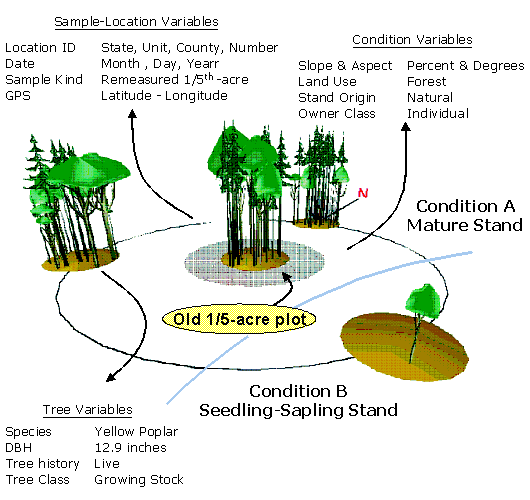 Sample-Location Variables
Location ID State, Unit, County, Number
Date Month , Day, Yearr
Sample Kind Remeasured 1/5th-acre
GPS Latitude - Longitude
Condition Variables
Slope & Aspect Percent & Degrees
Land Use Forest
Stand Origin Natural
Owner Class Individual
N
Condition A
Mature Stand
Old 1/5-acre plot
Condition B
Seedling-Sapling Stand
Tree Variables
Species Yellow Poplar
DBH 12.9 inches
Tree history Live
Tree Class Growing Stock